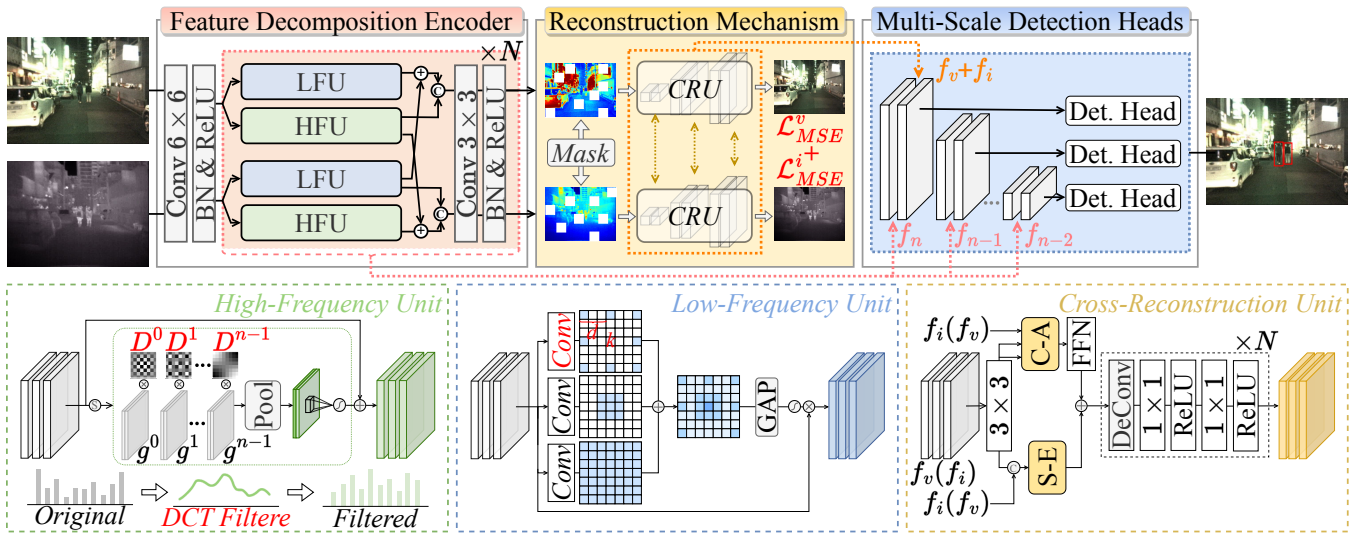 Feature Decomposition Encoder
Reconstruction Mechanism
Multi-Scale Detection Heads
×N
Conv 6 × 6
BN & ReLU
LFU
HFU
LFU
HFU
+
+
C
C
Conv 3 × 3
BN & ReLU
Mask
CRU
CRU
L^v_MSE
+
L^i_MSE
f_v+f_i
Det. Head
Det. Head
Det. Head
...
f_n
f_{n-1}
f_{n-2}
High-Frequency Unit
D^0 D^1 ... D^{n-1}
S
...
g^0 g^1 g^{n-1}
Pool
Original
DCT Filtere
Filtered
Low-Frequency Unit
Conv
d
k
Conv
Conv
GAP
Cross-Reconstruction Unit
f_i(f_v)
C-A
FFN
3 × 3
f_v(f_i)
f_i(f_v)
C
S-E
×N
DeConv
1 × 1
ReLU
1 × 1
ReLU